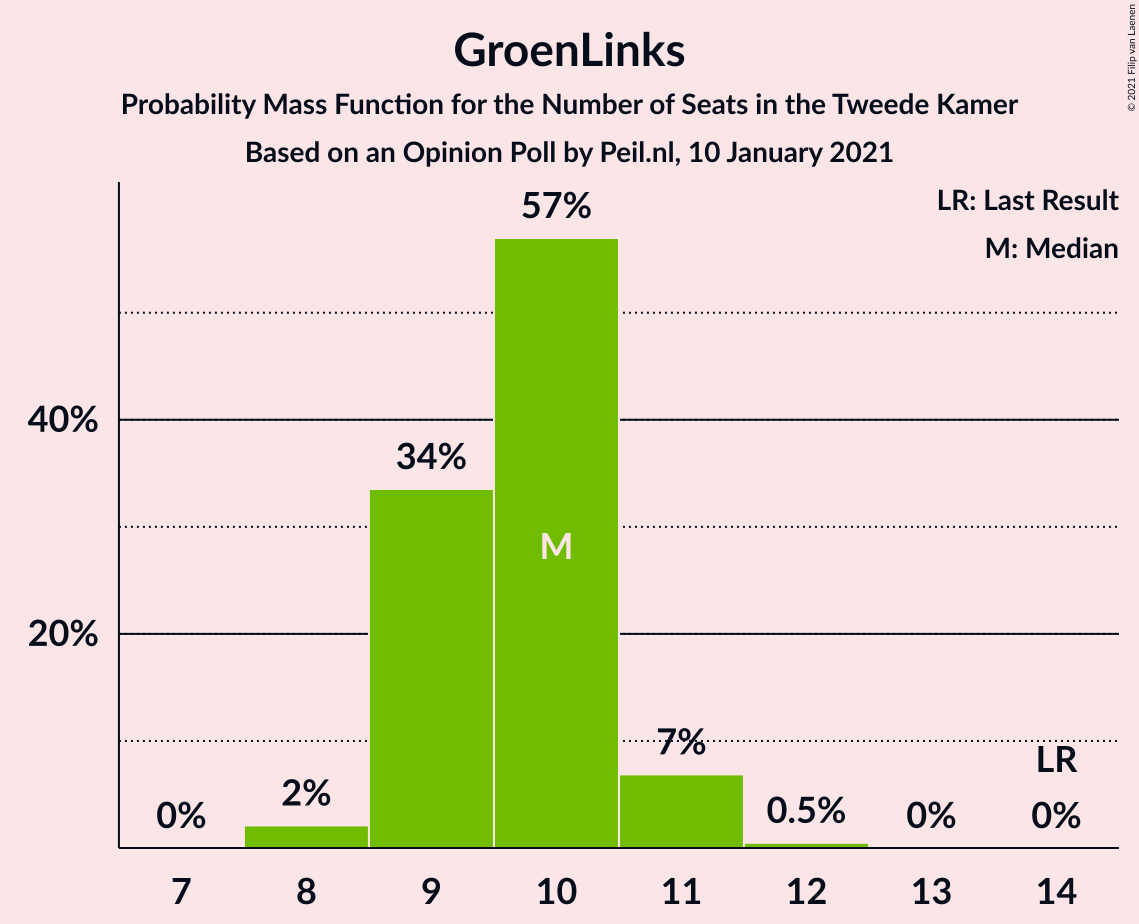 GroenLinks
Probability Mass Function for the Number of Seats in the Tweede Kamer
Based on an Opinion Poll by Peil.nl, 10 January 2021
© 2021 Filip van Laenen
LR: Last Result
M: Median
57%
40%
34%
M
20%
7%
LR
2%
0.5%
0%
0%
0%
7 8 9 10 11 12 13 14